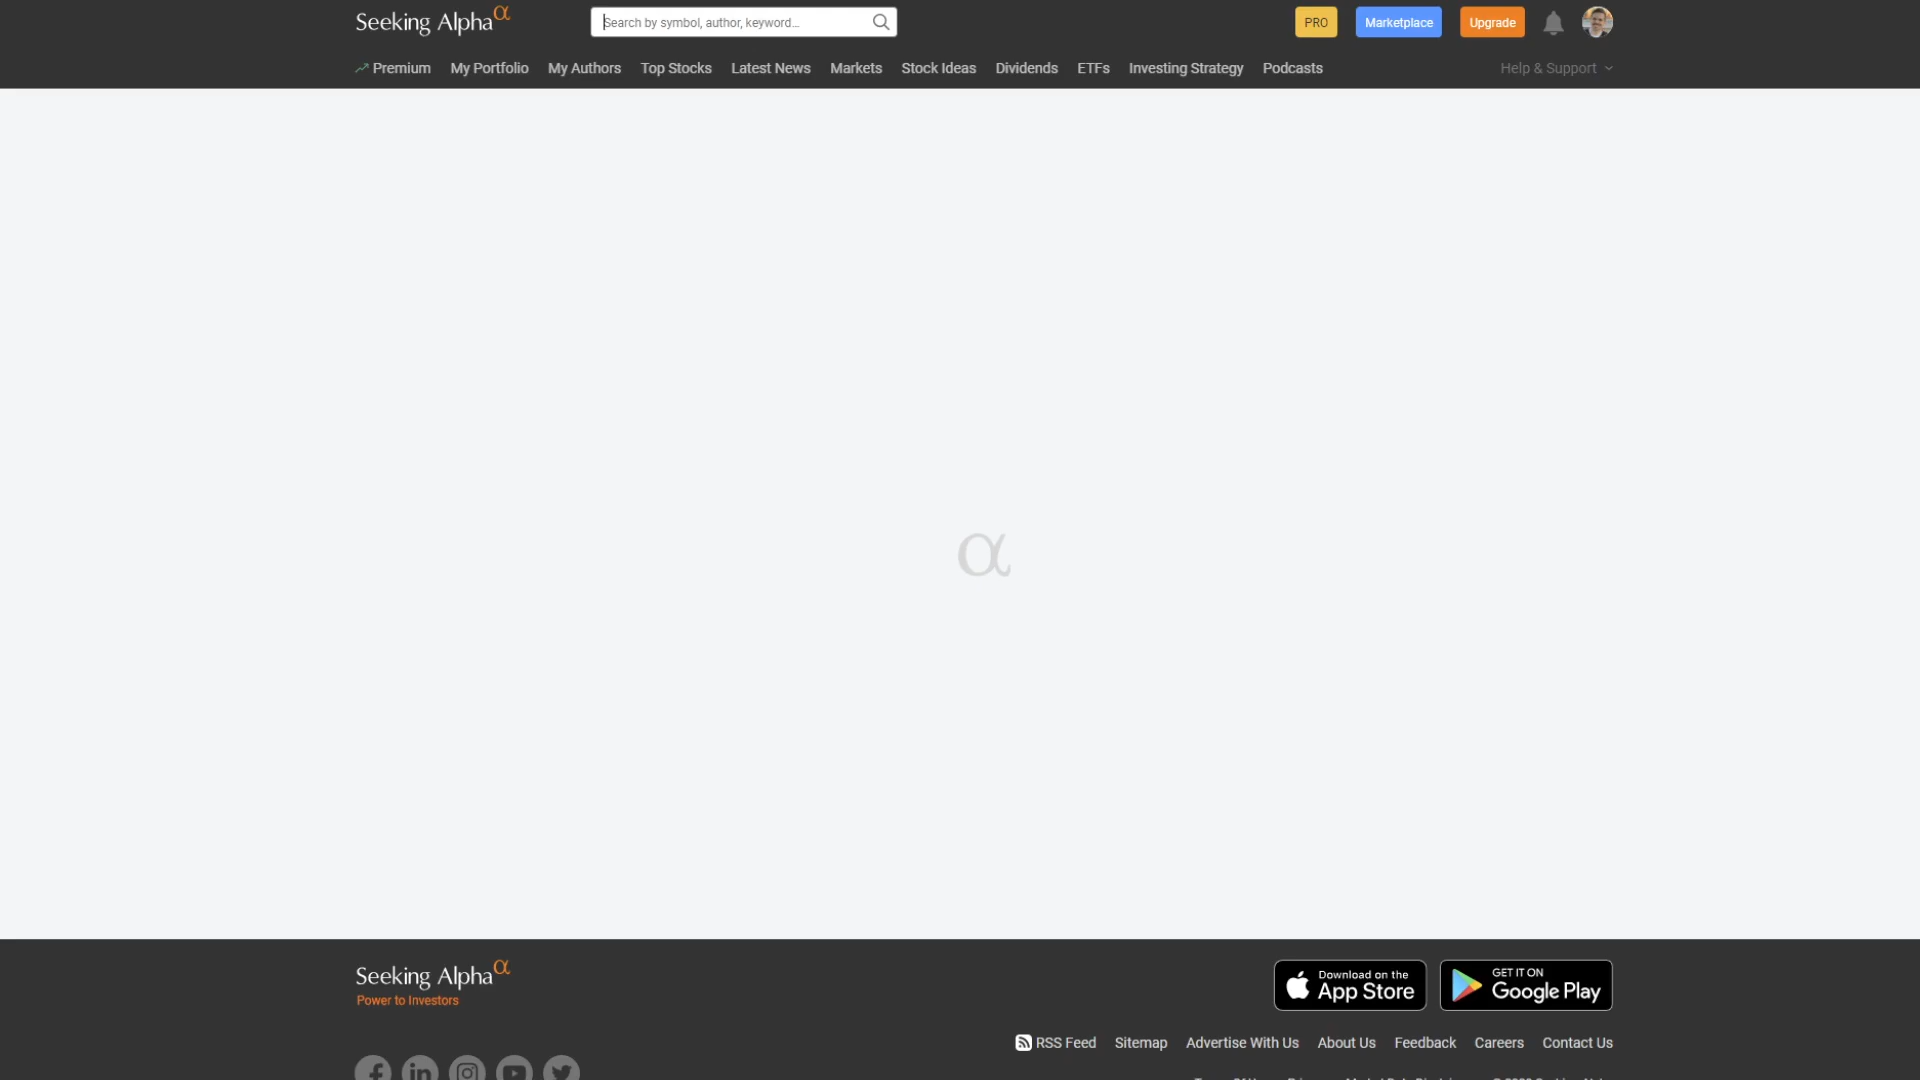 Seeking Alpha α
Search by symbol, author, keyword...
PRO
Marketplace
Upgrade
Premium
My Portfolio
My Authors
Top Stocks
Latest News
Markets
Stock Ideas
Dividends
ETFs
Investing Strategy
Podcasts
Help & Support
α
Seeking Alpha α
Power to Investors
Download on the
App Store
GET IT ON
Google Play
RSS Feed
Sitemap
Advertise With Us
About Us
Feedback
Careers
Contact Us